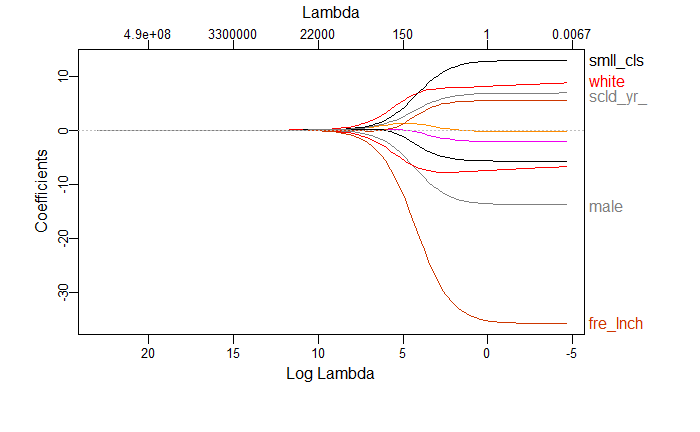 Lambda
4.9e+08 3300000 22000 150 1 0.0067
Coefficients
10
0
-10
-20
-30
smll_cls
white
scld_yr_
male
fre_lnch
20 15 10 5 0 -5
Log Lambda